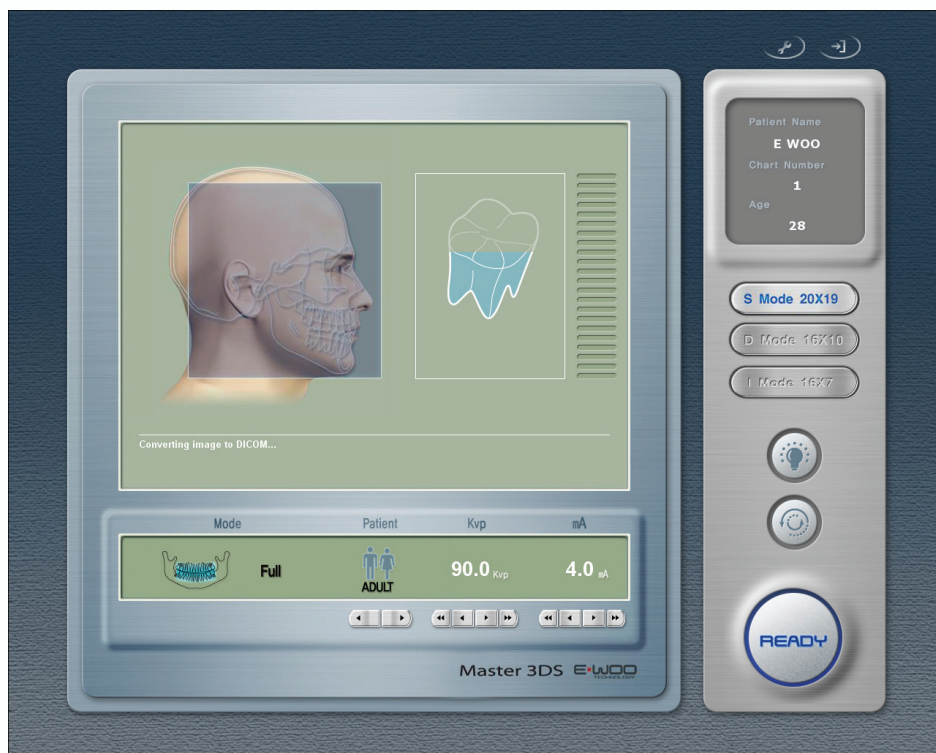 Patient Name
E WOO
Chart Number
1
Age
28
S Mode 20X19
D Mode 16X10
I Mode 16X7
Converting image to DICOM...
Mode Patient Kvp mA
Full ADULT 90.0 Kvp 4.0 mA
READY
Master 3DS E-WOO
TECHNOLOGY